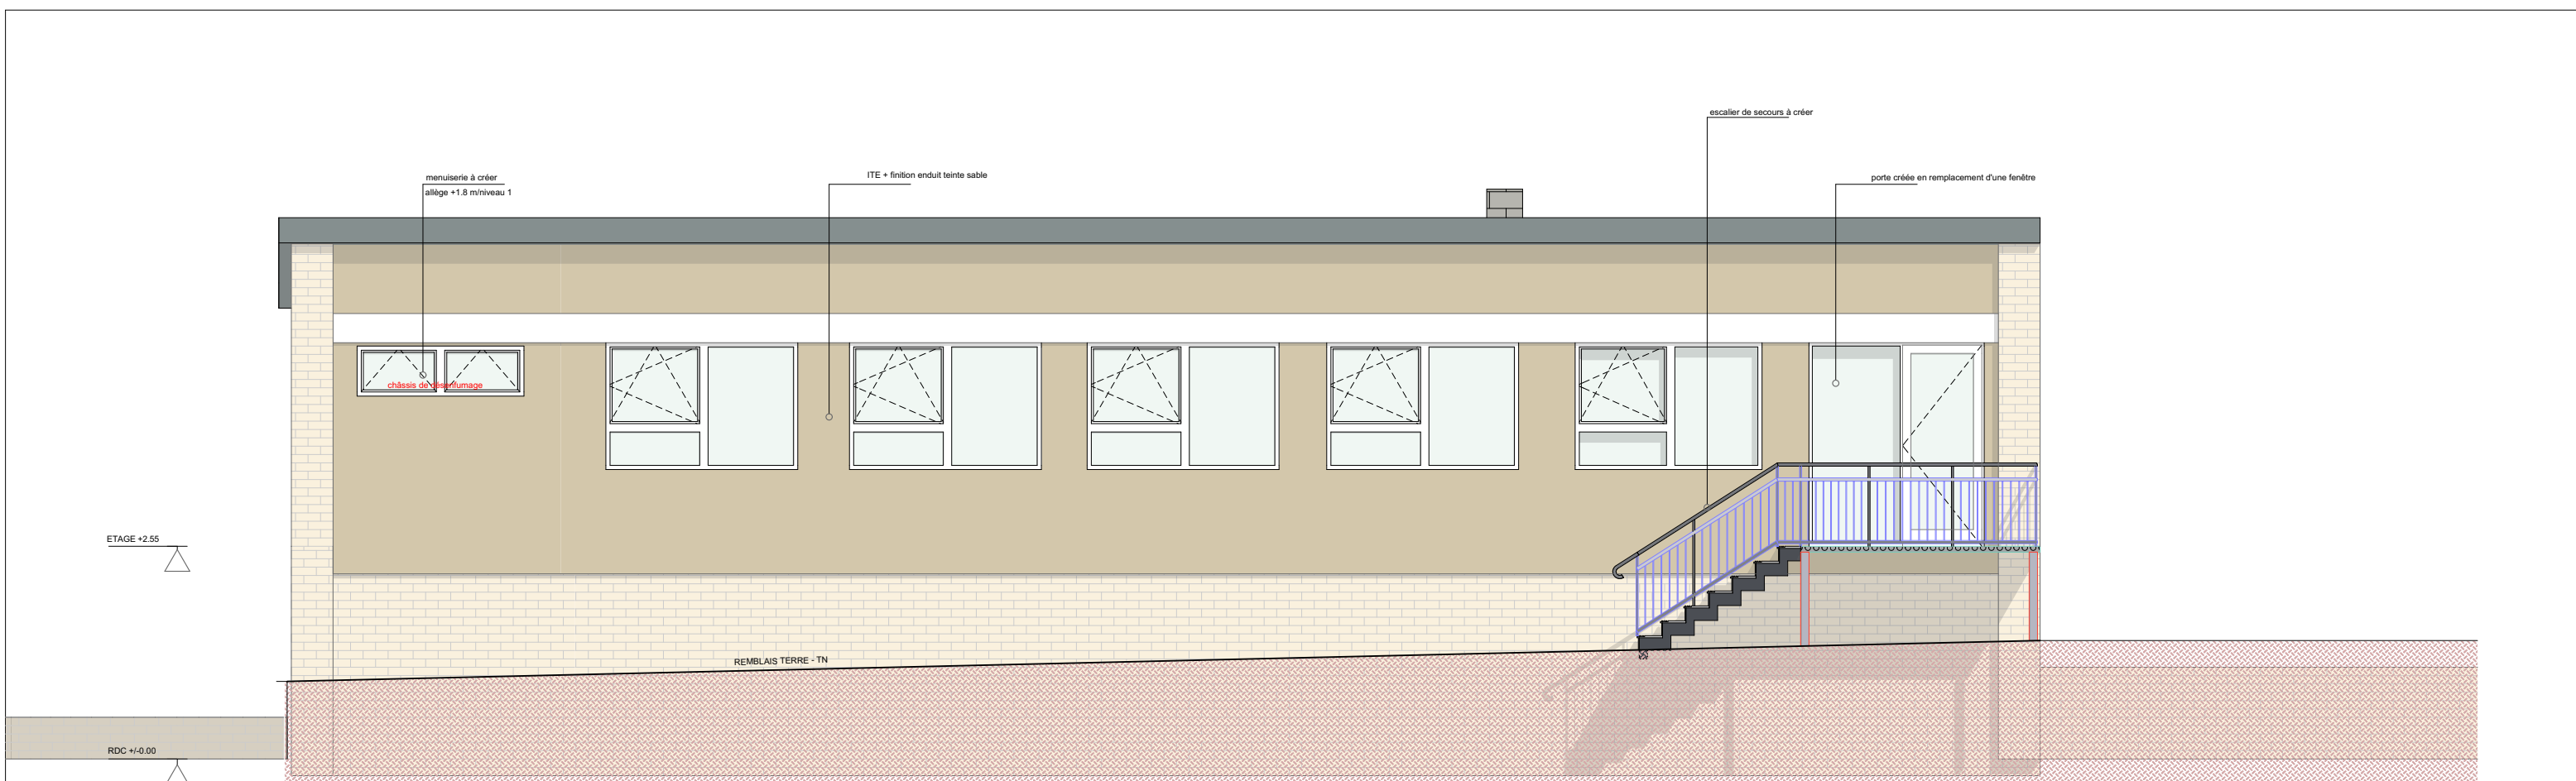 escalier de secours à créer
menuiserie à créer
allège +1.8 m/niveau 1
ITE + finition enduit teinte sable
porte créée en remplacement d'une fenêtre
châssis de désenfumage
ETAGE +2.55
REMBLAIS TERRE - TN
RDC +/-0.00